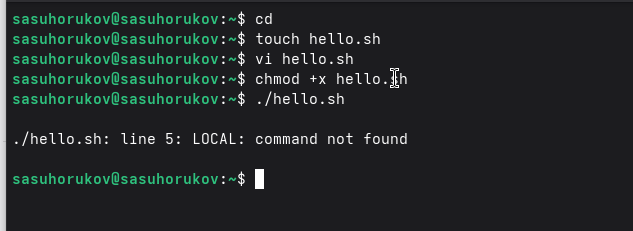 sasuhorukov@sasuhorukov:~$ cd
sasuhorukov@sasuhorukov:~$ touch hello.sh
sasuhorukov@sasuhorukov:~$ vi hello.sh
sasuhorukov@sasuhorukov:~$ chmod +x hello.sh
sasuhorukov@sasuhorukov:~$ ./hello.sh
./hello.sh: line 5: LOCAL: command not found
sasuhorukov@sasuhorukov:~$